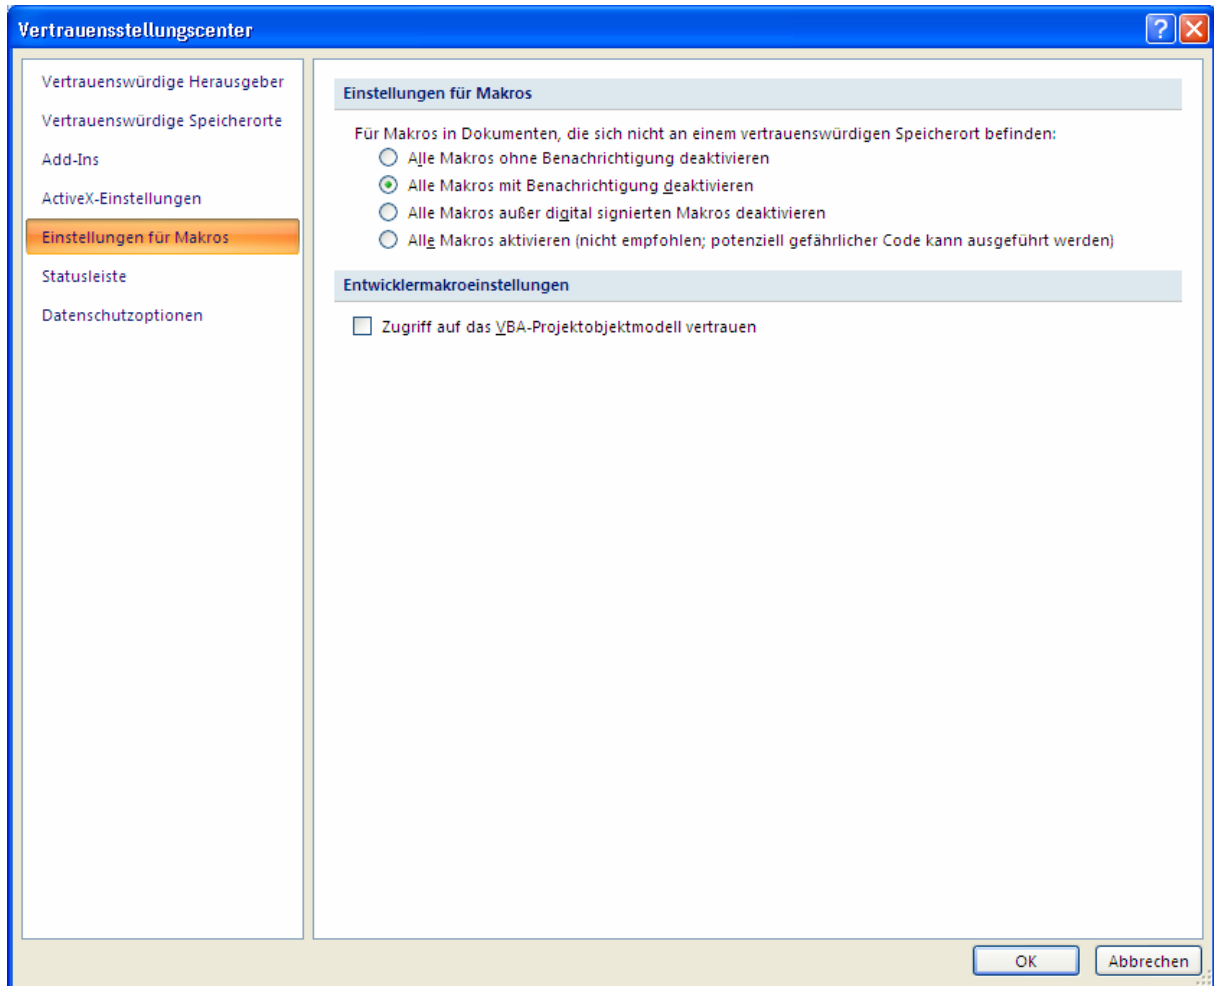 Vertrauensstellungscenter
Vertrauenswürdige Herausgeber
Vertrauenswürdige Speicherorte
Add-Ins
ActiveX-Einstellungen
Einstellungen für Makros
Statusleiste
Datenschutzoptionen
Einstellungen für Makros
Für Makros in Dokumenten, die sich nicht an einem vertrauenswürdigen Speicherort befinden:
Alle Makros ohne Benachrichtigung deaktivieren
Alle Makros mit Benachrichtigung deaktivieren
Alle Makros außer digital signierten Makros deaktivieren
Alle Makros aktivieren (nicht empfohlen; potenziell gefährlicher Code kann ausgeführt werden)
Entwicklermakroeinstellungen
Zugriff auf das VBA-Projektobjektmodell vertrauen
OK
Abbrechen